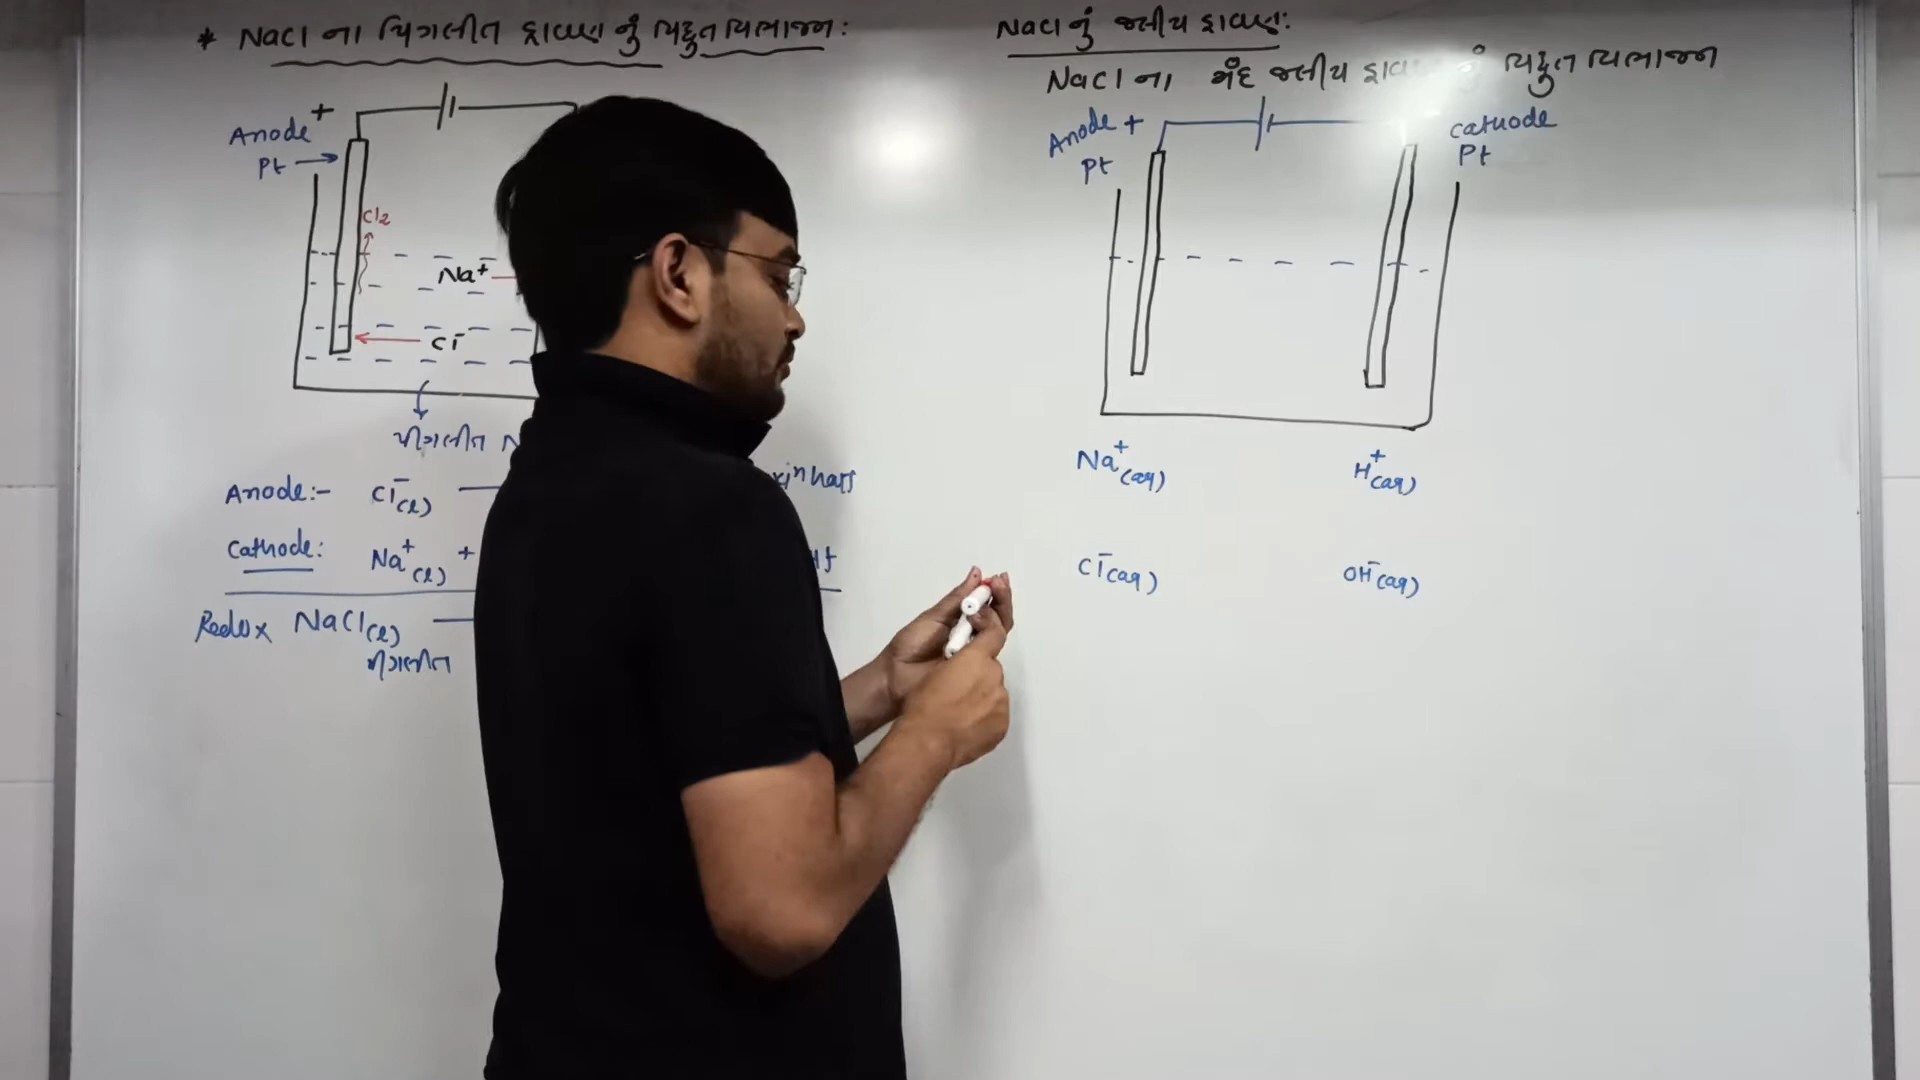 * NaCl ના પિગલીત દ્રાવણ નું વિદ્યુત વિભાજન:
+
Anode
Pt →
Cl2
Na+
Cl-
પીગલીત N
Anode:- Cl-(l)
Cathode: Na+(l) +
Redox NaCl(l)
પીગલીત
NaCl નું જલીય દ્રાવણ:
NaCl ના મંદ જલીય દ્રાવ નું વિદ્યુત વિભાજન
Anode +
Pt
Cathode
Pt
Na+(aq) H+(aq)
Cl-(aq) OH-(aq)